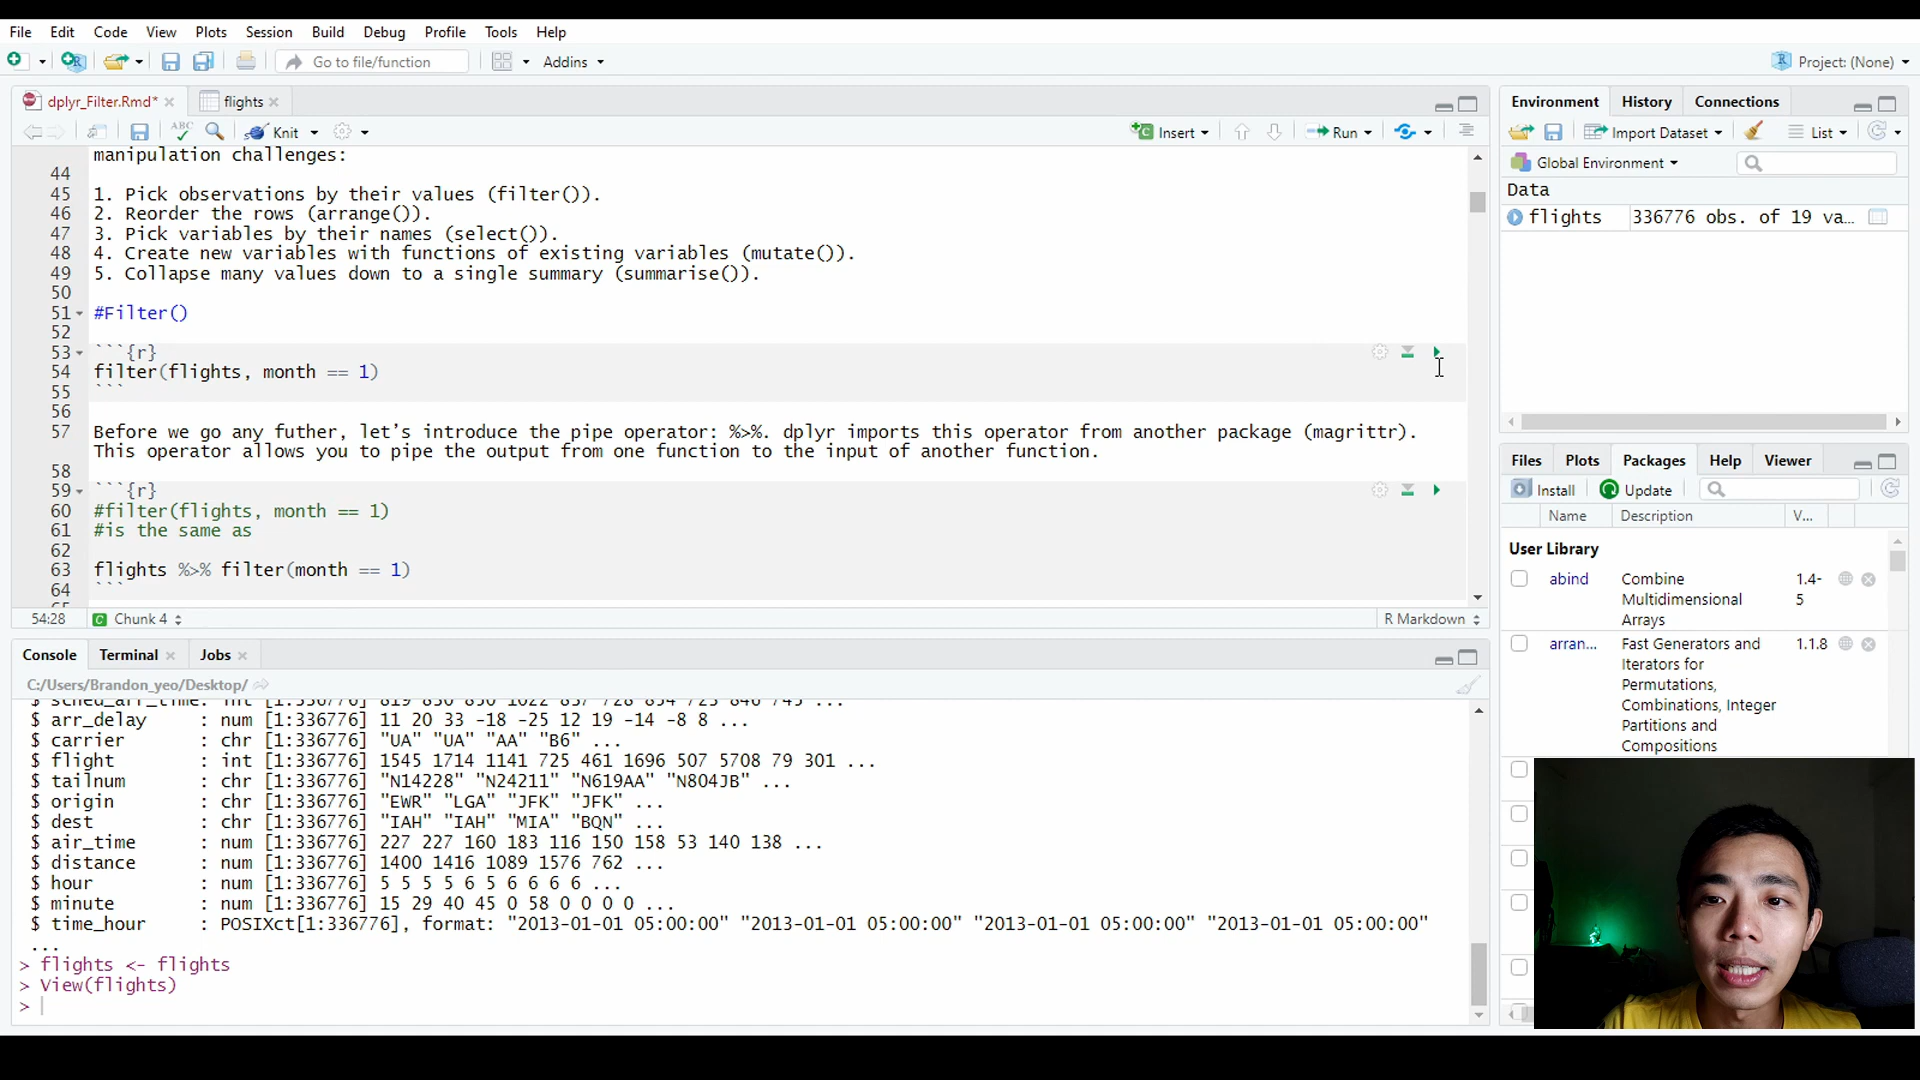 File Edit Code View Plots Session Build Debug Profile Tools Help
Go to file/function Addins Project: (None)
dplyr_Filter.Rmd* flights
ABC Knit Insert Run
manipulation challenges:
44
45 1. Pick observations by their values (filter()).
46 2. Reorder the rows (arrange()).
47 3. Pick variables by their names (select()).
48 4. Create new variables with functions of existing variables (mutate()).
49 5. Collapse many values down to a single summary (summarise()).
50
51 #Filter()
52
53 ```{r}
54 filter(flights, month == 1)
55 ```
56
57 Before we go any futher, let’s introduce the pipe operator: %>%. dplyr imports this operator from another package (magrittr).
This operator allows you to pipe the output from one function to the input of another function.
58
59 ```{r}
60 #filter(flights, month == 1)
61 #is the same as
62
63 flights %>% filter(month == 1)
64 ```
54:28 Chunk 4 R Markdown
Console Terminal Jobs
C:/Users/Brandon_yeo/Desktop/
$ sched_arr_time: int [1:336776] 819 830 850 1022 837 728 854 723 846 745 ...
$ arr_delay : num [1:336776] 11 20 33 -18 -25 12 19 -14 -8 8 ...
$ carrier : chr [1:336776] "UA" "UA" "AA" "B6" ...
$ flight : int [1:336776] 1545 1714 1141 725 461 1696 507 5708 79 301 ...
$ tailnum : chr [1:336776] "N14228" "N24211" "N619AA" "N804JB" ...
$ origin : chr [1:336776] "EWR" "LGA" "JFK" "JFK" ...
$ dest : chr [1:336776] "IAH" "IAH" "MIA" "BQN" ...
$ air_time : num [1:336776] 227 227 160 183 116 150 158 53 140 138 ...
$ distance : num [1:336776] 1400 1416 1089 1576 762 ...
$ hour : num [1:336776] 5 5 5 5 6 5 6 6 6 6 ...
$ minute : num [1:336776] 15 29 40 45 0 58 0 0 0 0 ...
$ time_hour : POSIXct[1:336776], format: "2013-01-01 05:00:00" "2013-01-01 05:00:00" "2013-01-01 05:00:00" "2013-01-01 05:00:00"
...
> flights <- flights
> View(flights)
>
Environment History Connections
Import Dataset List
Global Environment
Data
flights 336776 obs. of 19 va…
Files Plots Packages Help Viewer
Install Update
Name Description V...
User Library
abind Combine Multidimensional Arrays 1.4-5
arran... Fast Generators and Iterators for Permutations, Combinations, Integer Partitions and Compositions 1.1.8